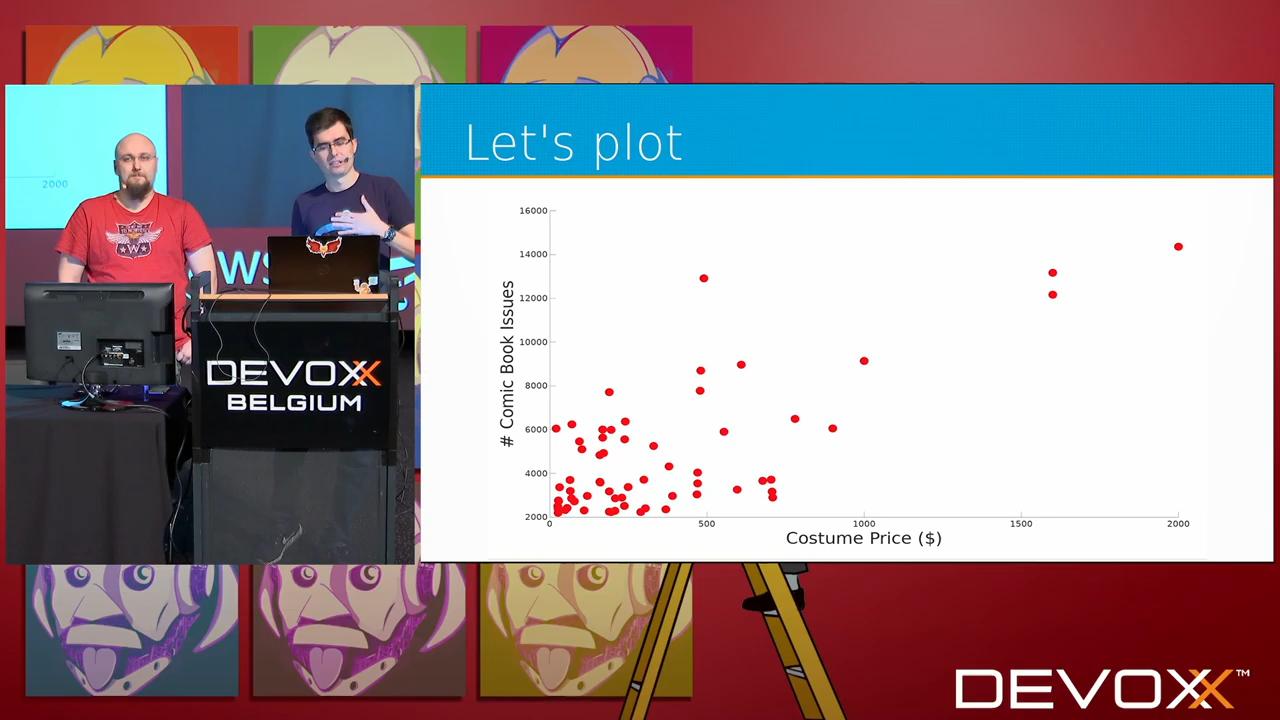 Let's plot
16000
14000
12000
10000
8000
6000
4000
2000
# Comic Book Issues
0 500 1000 1500 2000
Costume Price ($)
2000
W
WS
DEVOXX
BELGIUM
DEVOXX™